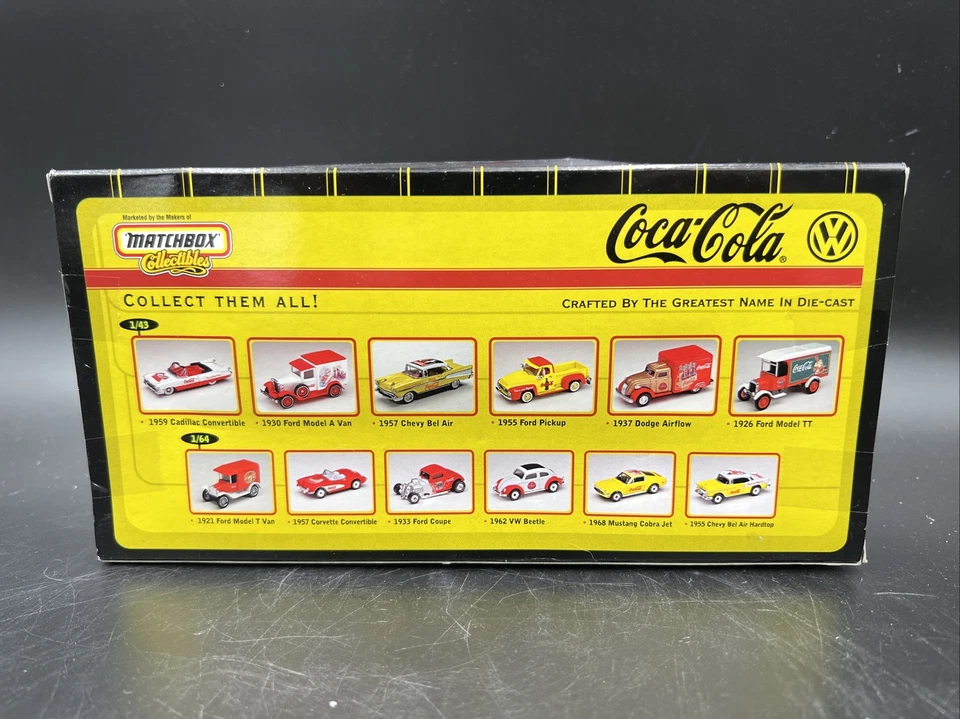 Marketed by the Makers of
MATCHBOX
Collectibles
Coca-Cola®
COLLECT THEM ALL!
CRAFTED BY THE GREATEST NAME IN DIE-CAST
1/43
• 1959 Cadillac Convertible • 1930 Ford Model A Van • 1957 Chevy Bel Air • 1955 Ford Pickup • 1937 Dodge Airflow • 1926 Ford Model TT
1/64
• 1921 Ford Model T Van • 1957 Corvette Convertible • 1933 Ford Coupe • 1962 VW Beetle • 1968 Mustang Cobra Jet • 1955 Chevy Bel Air Hardtop